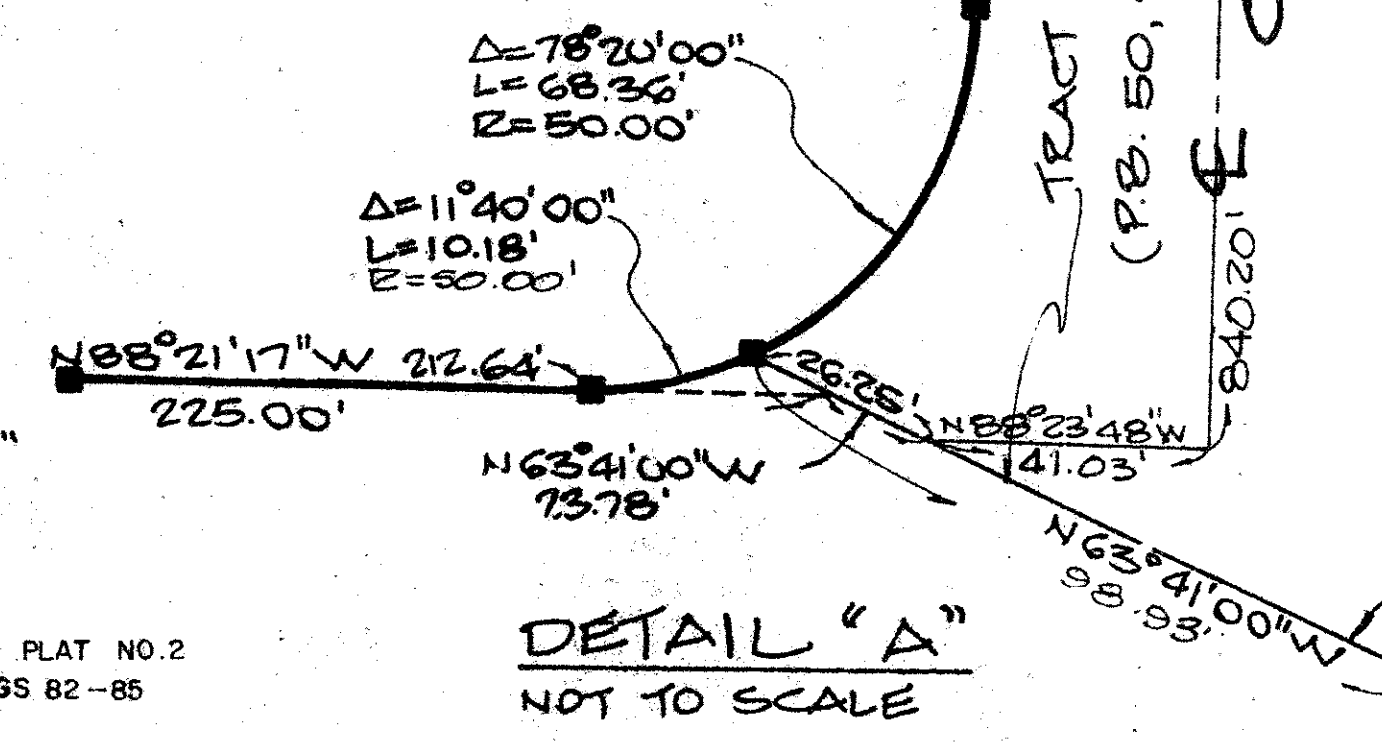 Δ=78°20'00"
L=68.36'
R=50.00'
TRACT
(P.B. 50,
℄
840.20'
Δ=11°40'00"
L=10.18'
R=50.00'
N88°21'17"W 212.64'
225.00'
26.25'
N88°23'48"W
41.03'
N63°41'00"W
73.78'
N63°41'00"W
98.93'
DETAIL "A"
NOT TO SCALE
PLAT NO.2
GS 82-85